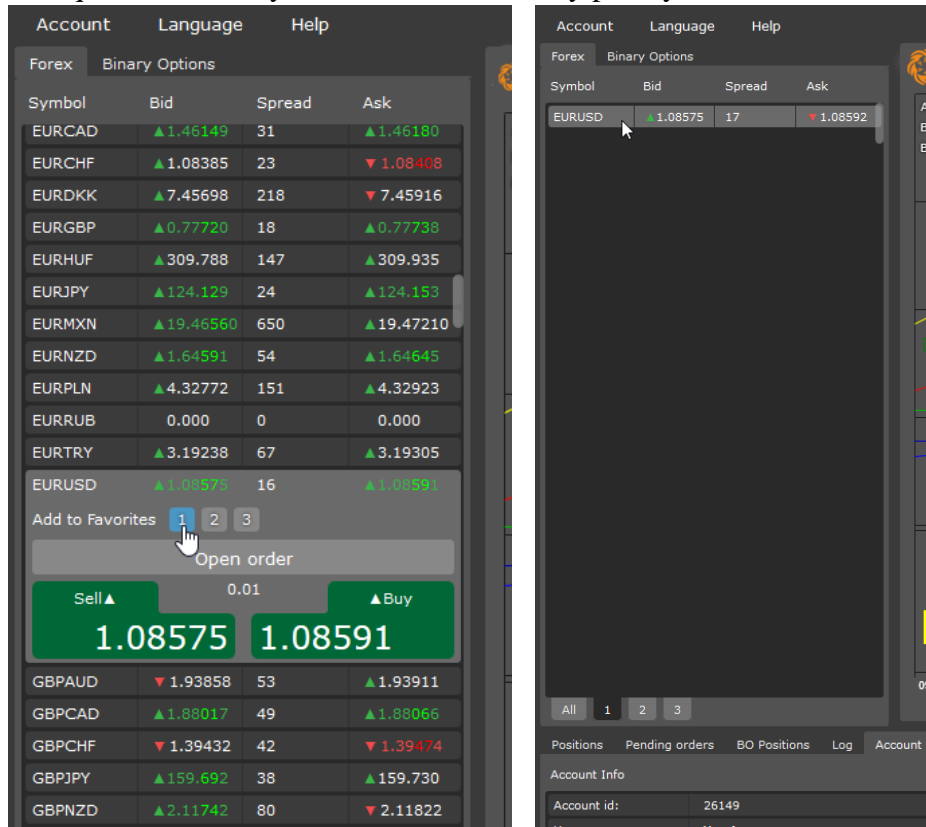 Account Language Help
Forex Binary Options
Symbol Bid Spread Ask
EURCAD ▲1.46149 31 ▲1.46180
EURCHF ▲1.08385 23 ▼1.08408
EURDKK ▲7.45698 218 ▼7.45916
EURGBP ▲0.77720 18 ▲0.77738
EURHUF ▲309.788 147 ▲309.935
EURJPY ▲124.129 24 ▲124.153
EURMXN ▲19.46560 650 ▲19.47210
EURNZD ▲1.64591 54 ▲1.64645
EURPLN ▲4.32772 151 ▲4.32923
EURRUB 0.000 0 0.000
EURTRY ▲3.19238 67 ▲3.19305
EURUSD ▲1.08575 16 ▲1.08591
Add to Favorites 1 2 3
Open order
Sell▲ 0.01 ▲Buy
1.08575 1.08591
GBPAUD ▼1.93858 53 ▲1.93911
GBPCAD ▲1.88017 49 ▲1.88066
GBPCHF ▼1.39432 42 ▼1.39474
GBPJPY ▲159.692 38 ▲159.730
GBPNZD ▲2.11742 80 ▼2.11822
Account Language Help
Forex Binary Options
Symbol Bid Spread Ask
EURUSD ▲1.08575 17 ▼1.08592
All 1 2 3
Positions Pending orders BO Positions Log Account
Account Info
Account id: 26149